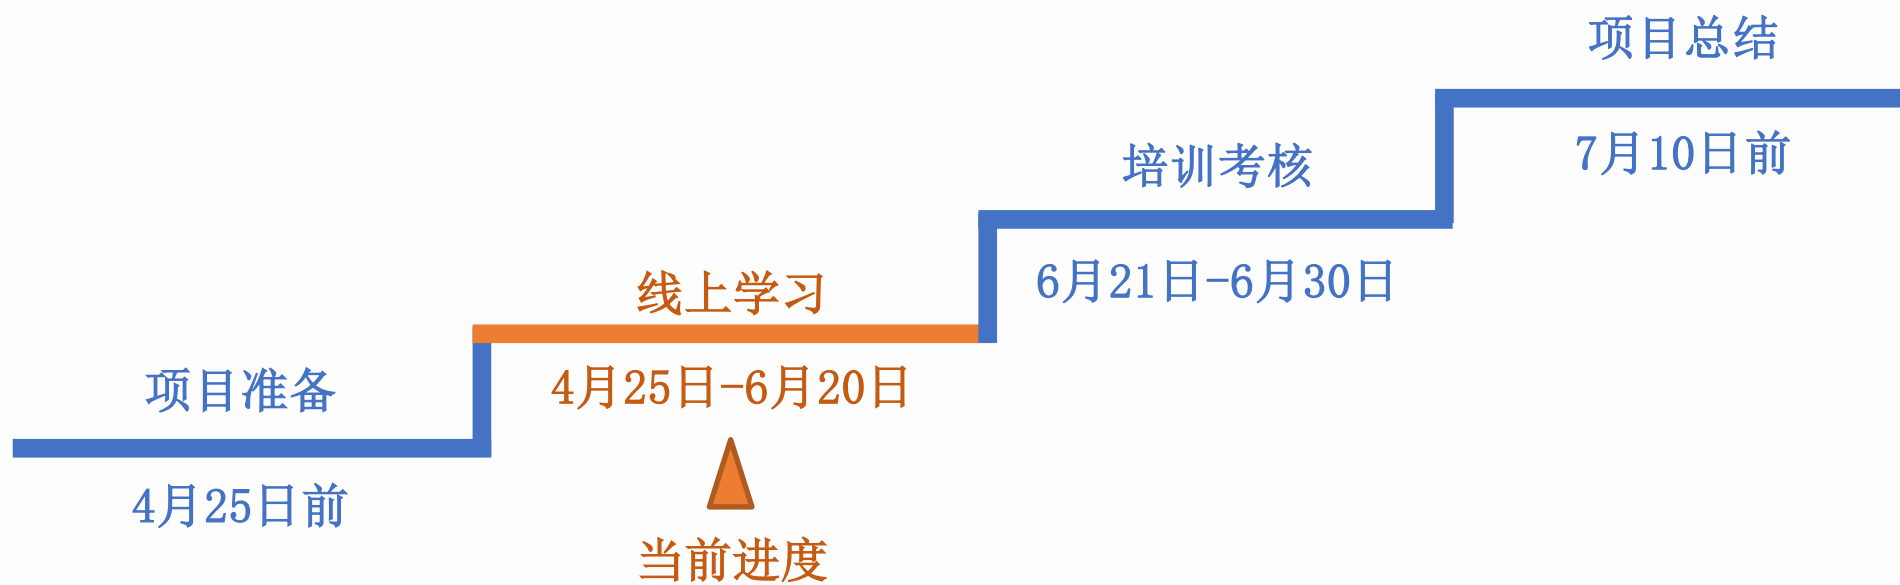 项目总结
7月10日前
培训考核
6月21日-6月30日
线上学习
4月25日-6月20日
项目准备
4月25日前
当前进度